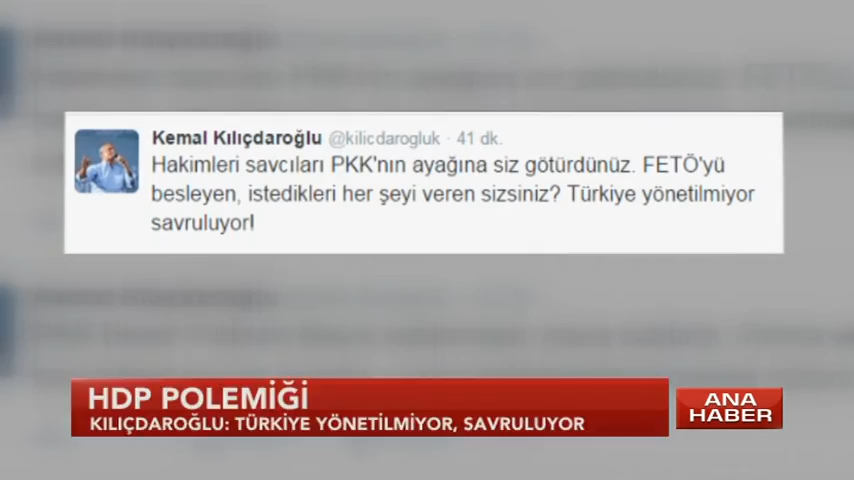 Kemal Kılıçdaroğlu @kilicdarogluk · 41 dk.
Hakimleri savcıları PKK'nın ayağına siz götürdünüz. FETÖ'yü
besleyen, istedikleri her şeyi veren sizsiniz? Türkiye yönetilmiyor
savruluyor!
HDP POLEMİĞİ
KILIÇDAROĞLU: TÜRKİYE YÖNETİLMİYOR, SAVRULUYOR
ANA
HABER